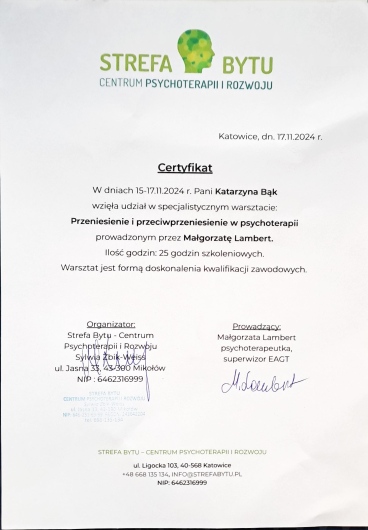 STREFA BYTU
CENTRUM PSYCHOTERAPII I ROZWOJU
Katowice, dn. 17.11.2024 r.
Certyfikat
W dniach 15-17.11.2024 r. Pani Katarzyna Bąk
wzięła udział w specjalistycznym warsztacie:
Przeniesienie i przeciwprzeniesienie w psychoterapii
prowadzonym przez Małgorzatę Lambert.
Ilość godzin: 25 godzin szkoleniowych.
Warsztat jest formą doskonalenia kwalifikacji zawodowych.
Organizator:
Strefa Bytu - Centrum
Psychoterapii i Rozwoju
Sylwia Żbik-Weiss
ul. Jasna 33, 43-300 Mikołów
NIP : 6462316999
STREFA BYTU
Prowadzący:
Małgorzata Lambert
psychoterapeutka,
superwizor EAGT
M. Lambert
STREFA BYTU – CENTRUM PSYCHOTERAPII I ROZWOJU
ul. Ligocka 103, 40-568 Katowice
+48 668 135 134, INFO@STREFABYTU.PL
NIP: 6462316999